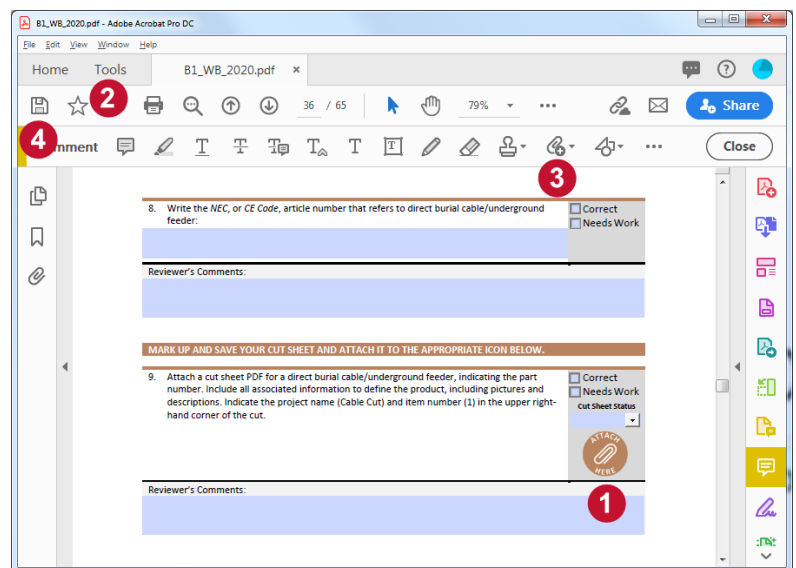 B1_WB_2020.pdf - Adobe Acrobat Pro DC
File Edit View Window Help
Home Tools B1_WB_2020.pdf ×
2
36 / 65 79% Share
4 mment Close
3
8. Write the NEC, or CE Code, article number that refers to direct burial cable/underground
feeder:
Correct
Needs Work
Reviewer's Comments:
MARK UP AND SAVE YOUR CUT SHEET AND ATTACH IT TO THE APPROPRIATE ICON BELOW.
9. Attach a cut sheet PDF for a direct burial cable/underground feeder, indicating the part
number. Include all associated information to define the product, including pictures and
descriptions. Indicate the project name (Cable Cut) and item number (1) in the upper right-
hand corner of the cut.
Correct
Needs Work
Cut Sheet Status
ATTACH
HERE
1
Reviewer's Comments: